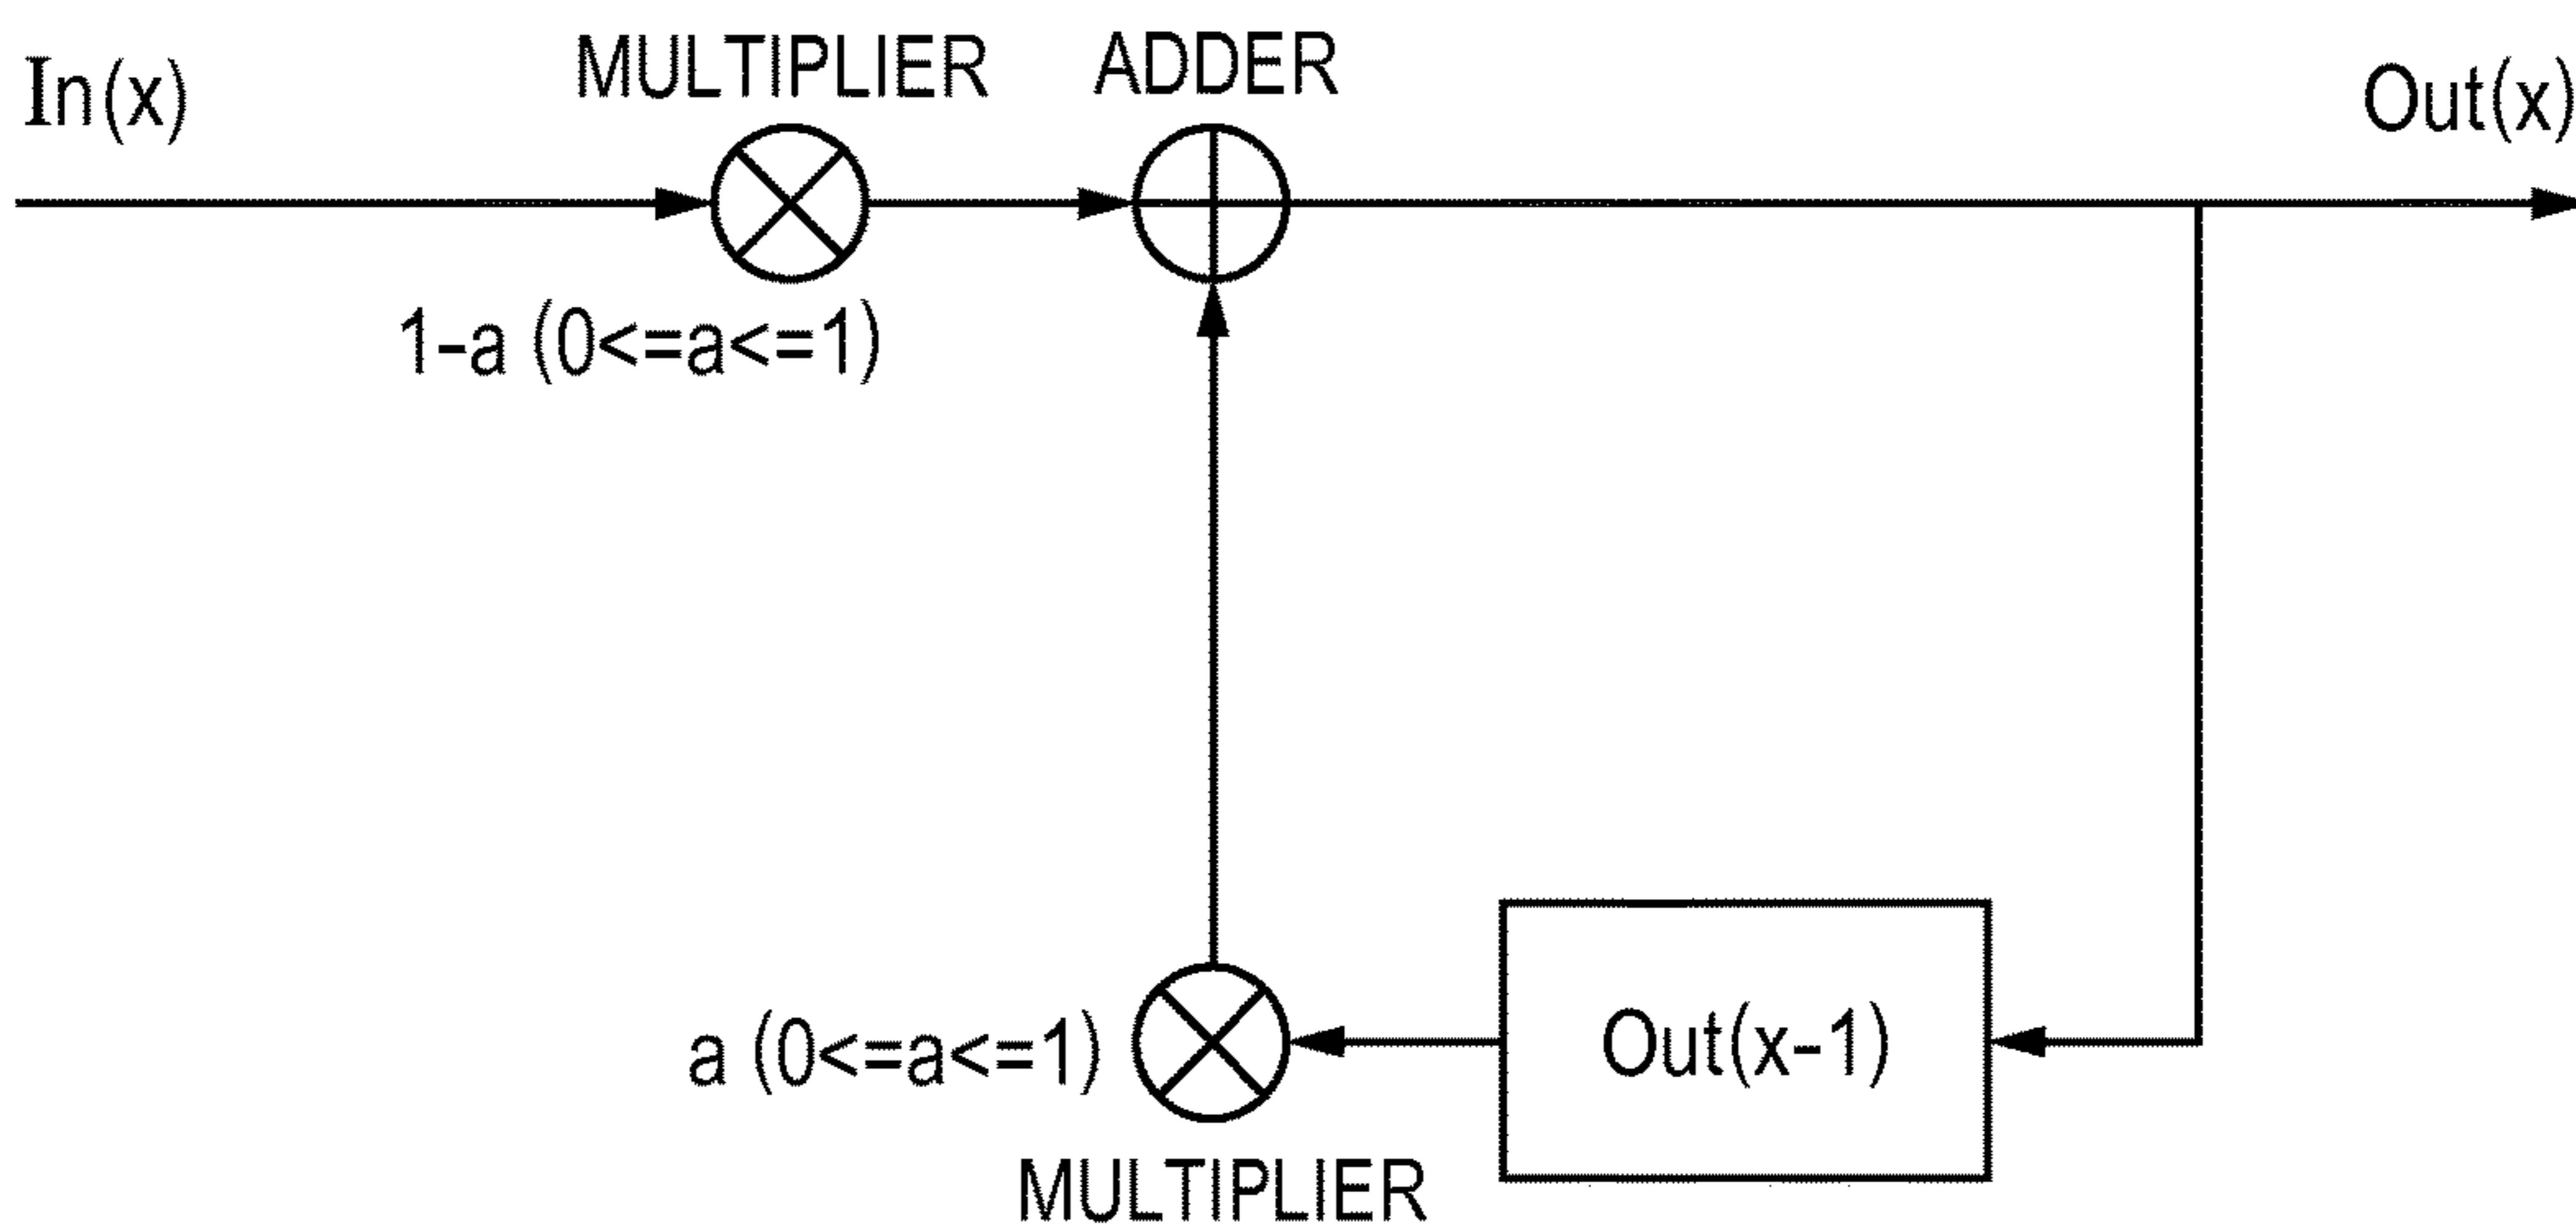 In(x)
MULTIPLIER
ADDER
Out(x)
1-a (0<=a<=1)
a (0<=a<=1)
Out(x-1)
MULTIPLIER